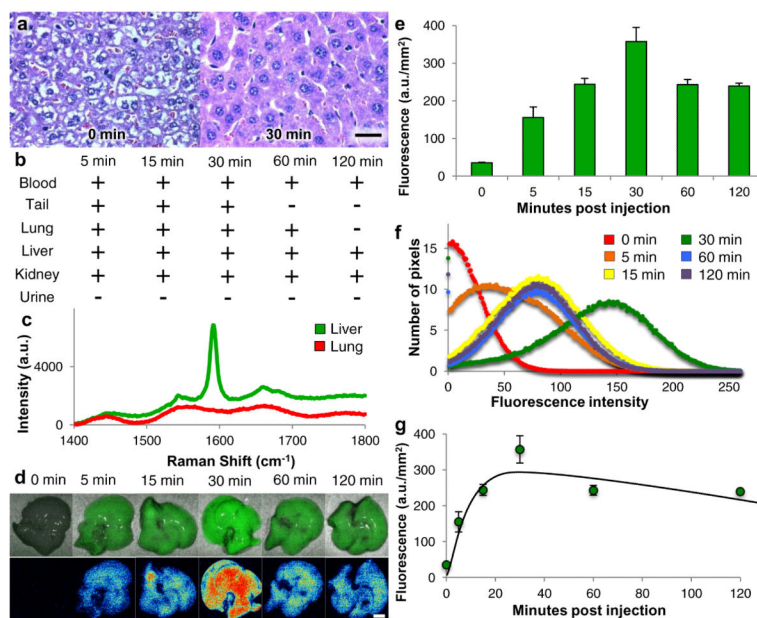 a.
0 min
30 min
b
5 min 15 min 30 min 60 min 120 min
Blood + + + + +
Tail + + + - -
Lung + + + + -
Liver + + + + +
Kidney + + + + +
Urine - - - - -
c
Liver
Lung
Intensity (a.u.)
4000
0
1400 1500 1600 1700 1800
Raman Shift (cm⁻¹)
d
0 min 5 min 15 min 30 min 60 min 120 min
e
Fluorescence (a.u./mm²)
400
300
200
100
0
0 5 15 30 60 120
Minutes post injection
f
0 min 30 min
5 min 60 min
15 min 120 min
Number of pixels
15
10
5
0
0 50 100 150 200 250
Fluorescence intensity
g
Fluorescence (a.u./mm²)
400
300
200
100
0
0 20 40 60 80 100 120
Minutes post injection